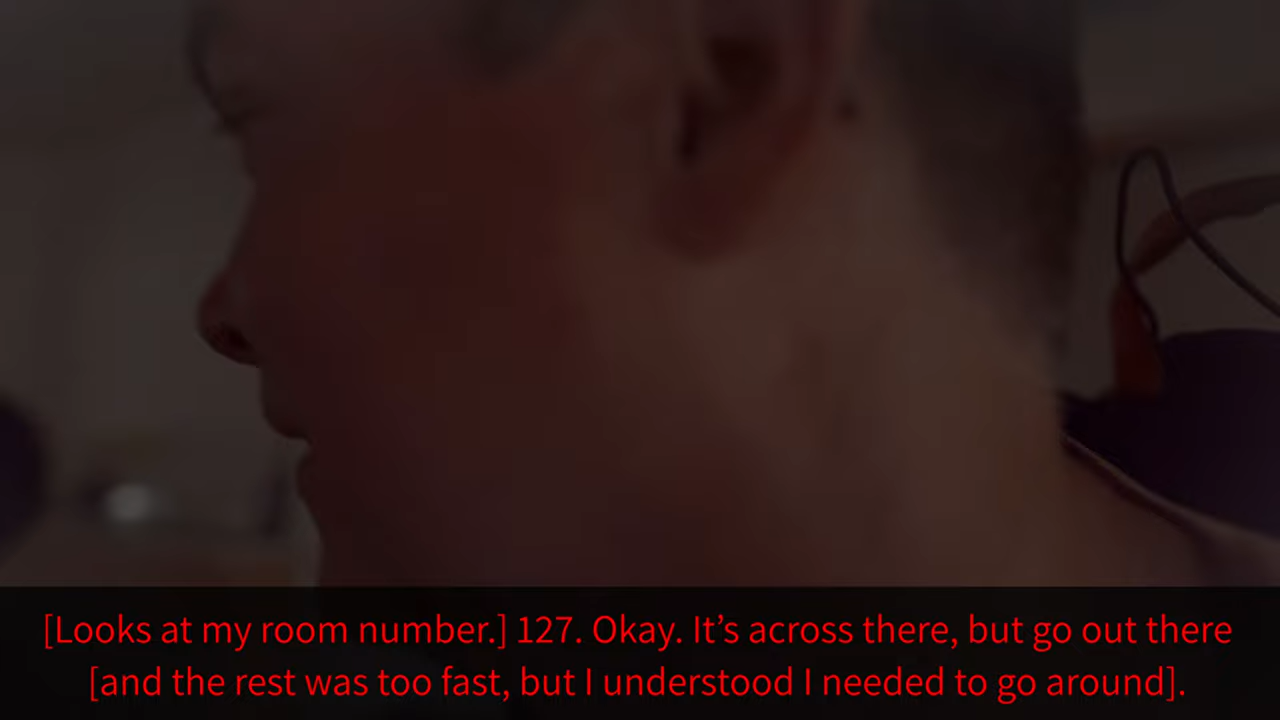 [Looks at my room number.] 127. Okay. It’s across there, but go out there
[and the rest was too fast, but I understood I needed to go around].